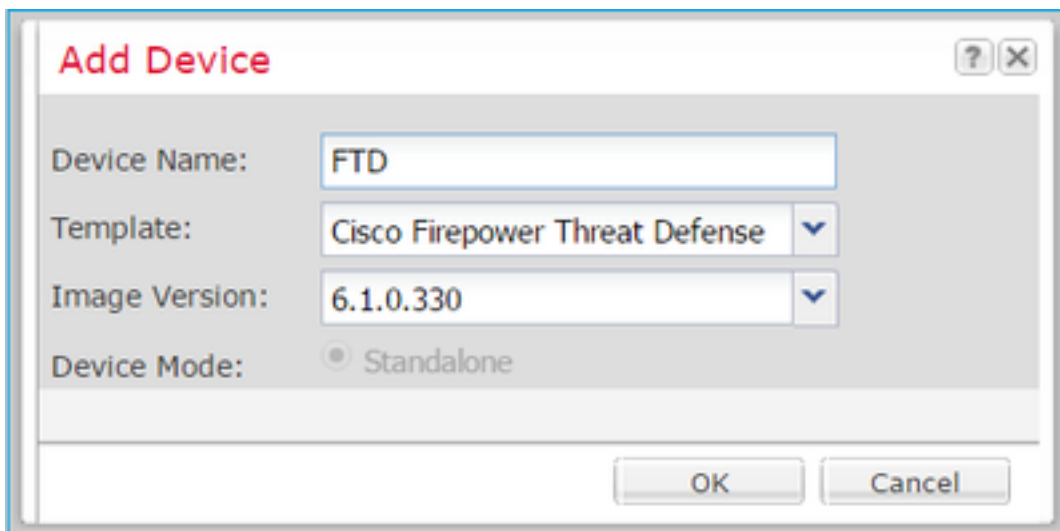 Add Device
?
Device Name: FTD
Template: Cisco Firepower Threat Defense
Image Version: 6.1.0.330
Device Mode: Standalone
OK Cancel